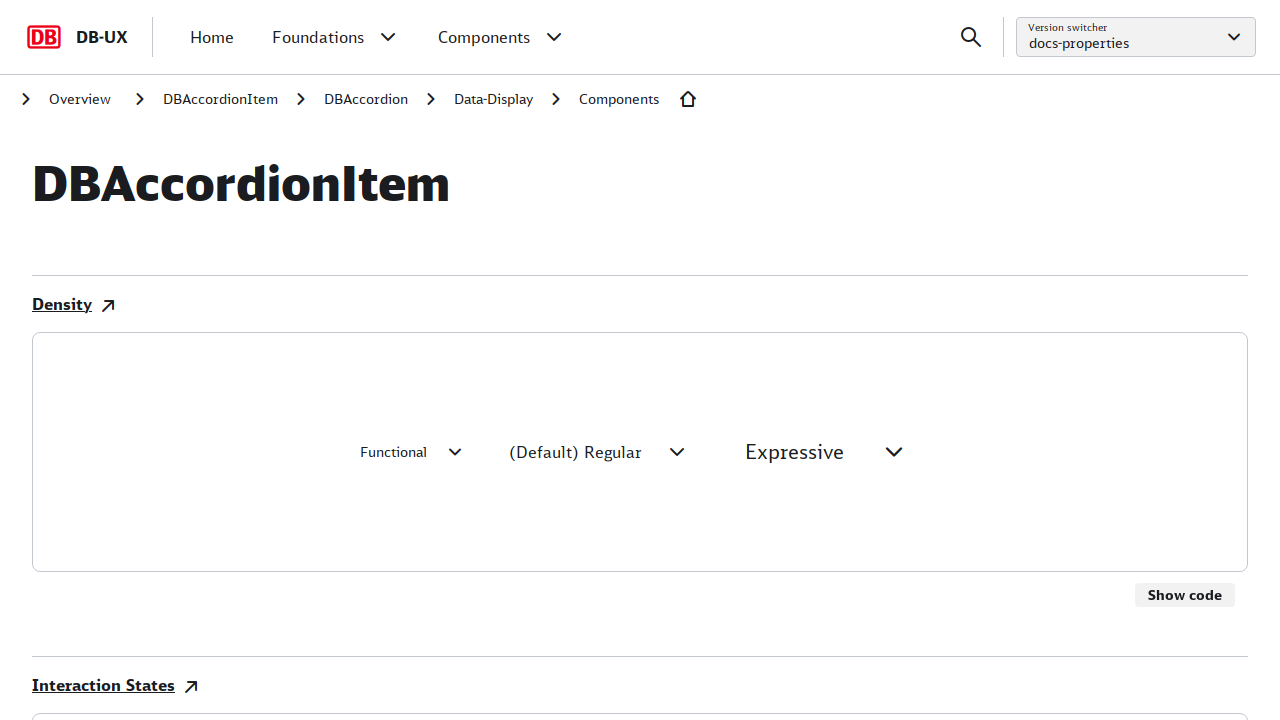 DB DB-UX Home Foundations Components Version switcher
docs-properties
Overview DBAccordionItem DBAccordion Data-Display Components
DBAccordionItem
Density
Functional (Default) Regular Expressive
Show code
Interaction States